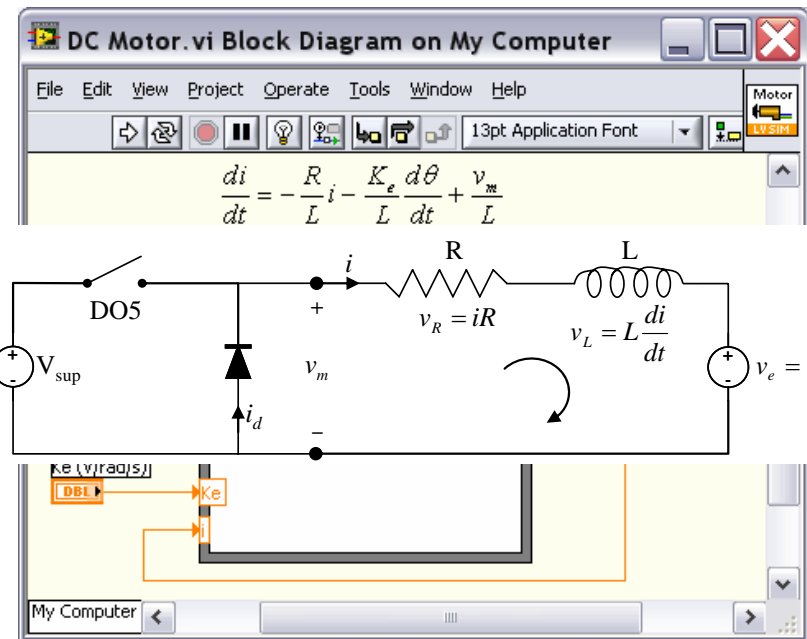 DC Motor.vi Block Diagram on My Computer
File Edit View Project Operate Tools Window Help
Motor
LVSIM
13pt Application Font
di/dt = - R/L i - K_e/L dθ/dt + v_m/L
i R L
DO5
+
v_R = iR
v_L = L di/dt
+
-
V_sup
v_m
+
-
v_e =
i_d
−
Ke (V/rad/s)
DBL
Ke
i
My Computer